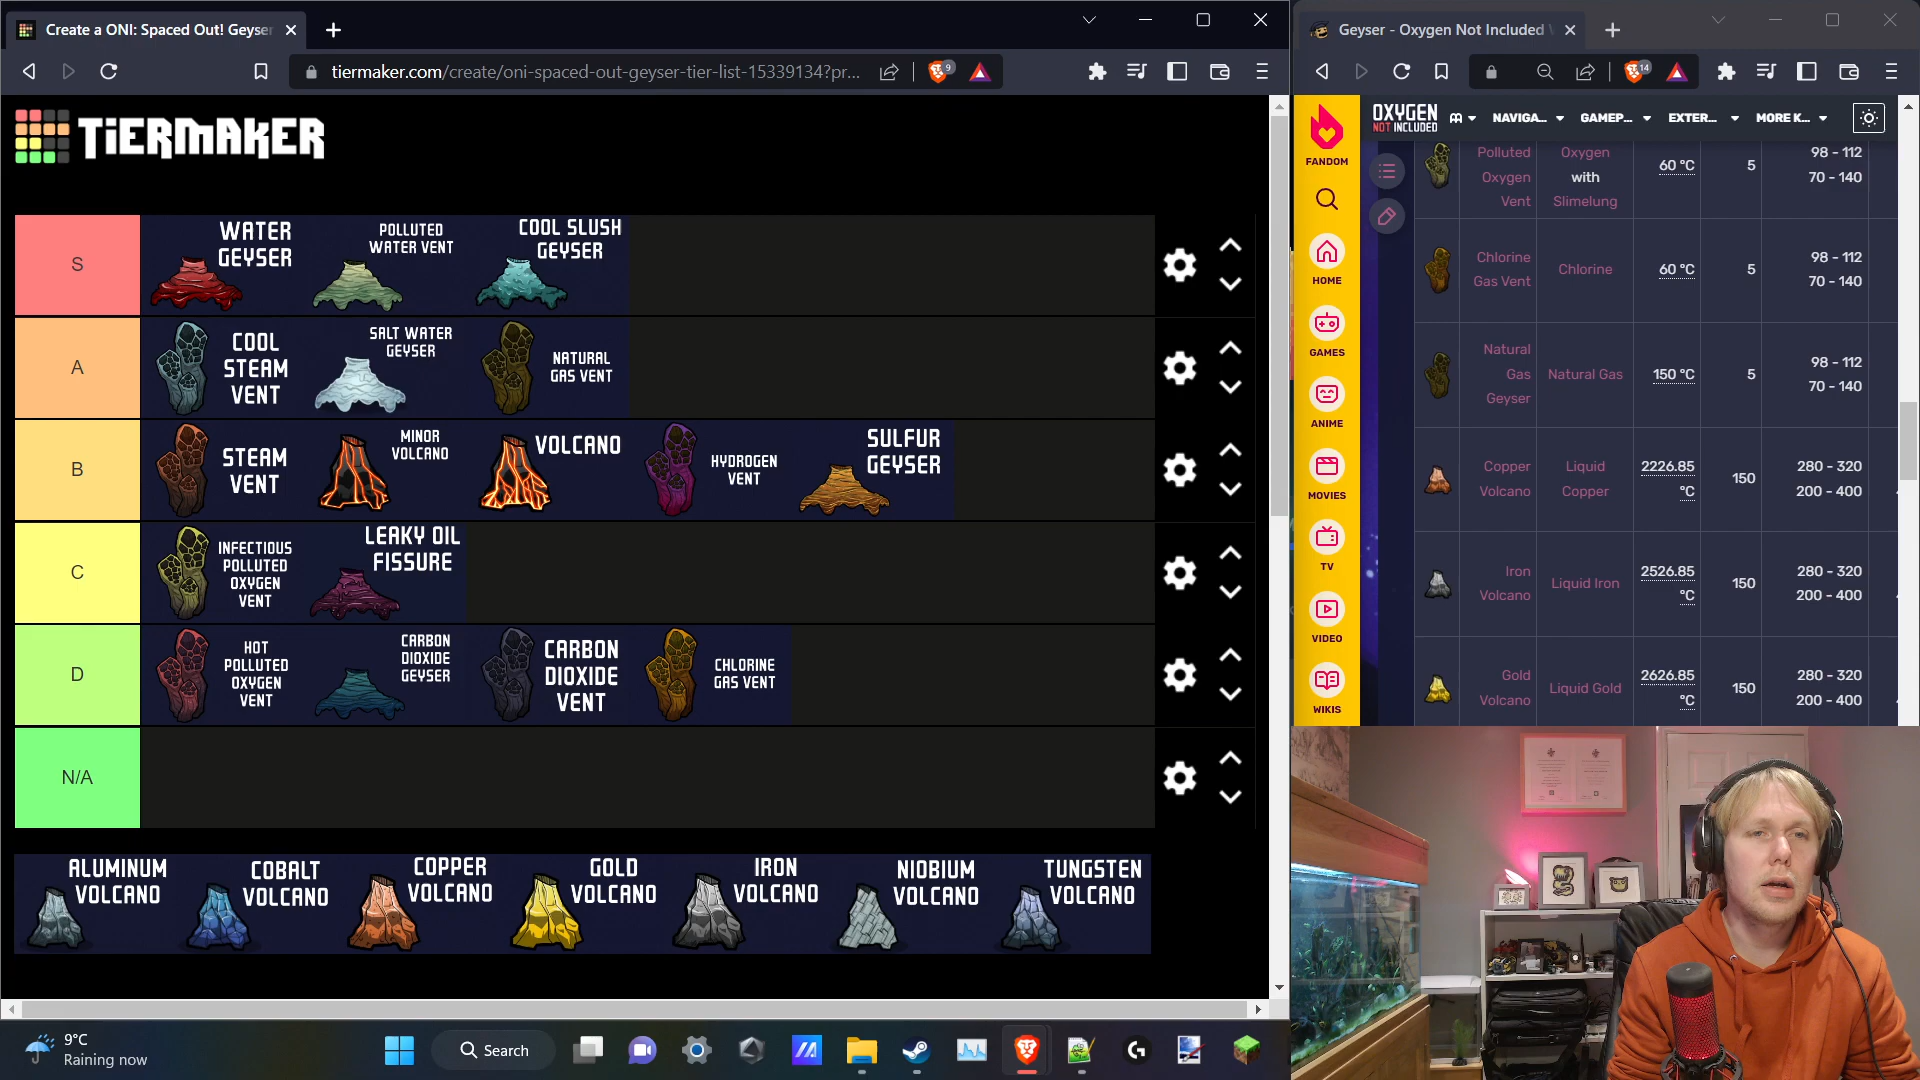 Create a ONI: Spaced Out! Geyser
tiermaker.com/create/oni-spaced-out-geyser-tier-list-15339134?pr...
9
TiERMAKER
S
WATER
GEYSER
POLLUTED
WATER VENT
COOL SLUSH
GEYSER
A
COOL
STEAM
VENT
SALT WATER
GEYSER
NATURAL
GAS VENT
B
STEAM
VENT
MINOR
VOLCANO
VOLCANO
HYDROGEN
VENT
SULFUR
GEYSER
C
INFECTIOUS
POLLUTED
OXYGEN
VENT
LEAKY OIL
FISSURE
D
HOT
POLLUTED
OXYGEN
VENT
CARBON
DIOXIDE
GEYSER
CARBON
DIOXIDE
VENT
CHLORINE
GAS VENT
N/A
ALUMINUM
VOLCANO
COBALT
VOLCANO
COPPER
VOLCANO
GOLD
VOLCANO
IRON
VOLCANO
NIOBIUM
VOLCANO
TUNGSTEN
VOLCANO
9°C
Raining now
Search
Geyser - Oxygen Not Included
14
FANDOM
HOME
GAMES
ANIME
MOVIES
TV
VIDEO
WIKIS
OXYGEN
NOT INCLUDED
NAVIGA...
GAMEP...
EXTER...
MORE K...
Polluted
Oxygen
Vent
Oxygen
with
Slimelung
60 °C
5
98 - 112
70 - 140
Chlorine
Gas Vent
Chlorine
60 °C
5
98 - 112
70 - 140
Natural
Gas
Geyser
Natural Gas
150 °C
5
98 - 112
70 - 140
Copper
Volcano
Liquid
Copper
2226.85
°C
150
280 - 320
200 - 400
Iron
Volcano
Liquid Iron
2526.85
°C
150
280 - 320
200 - 400
Gold
Volcano
Liquid Gold
2626.85
°C
150
280 - 320
200 - 400